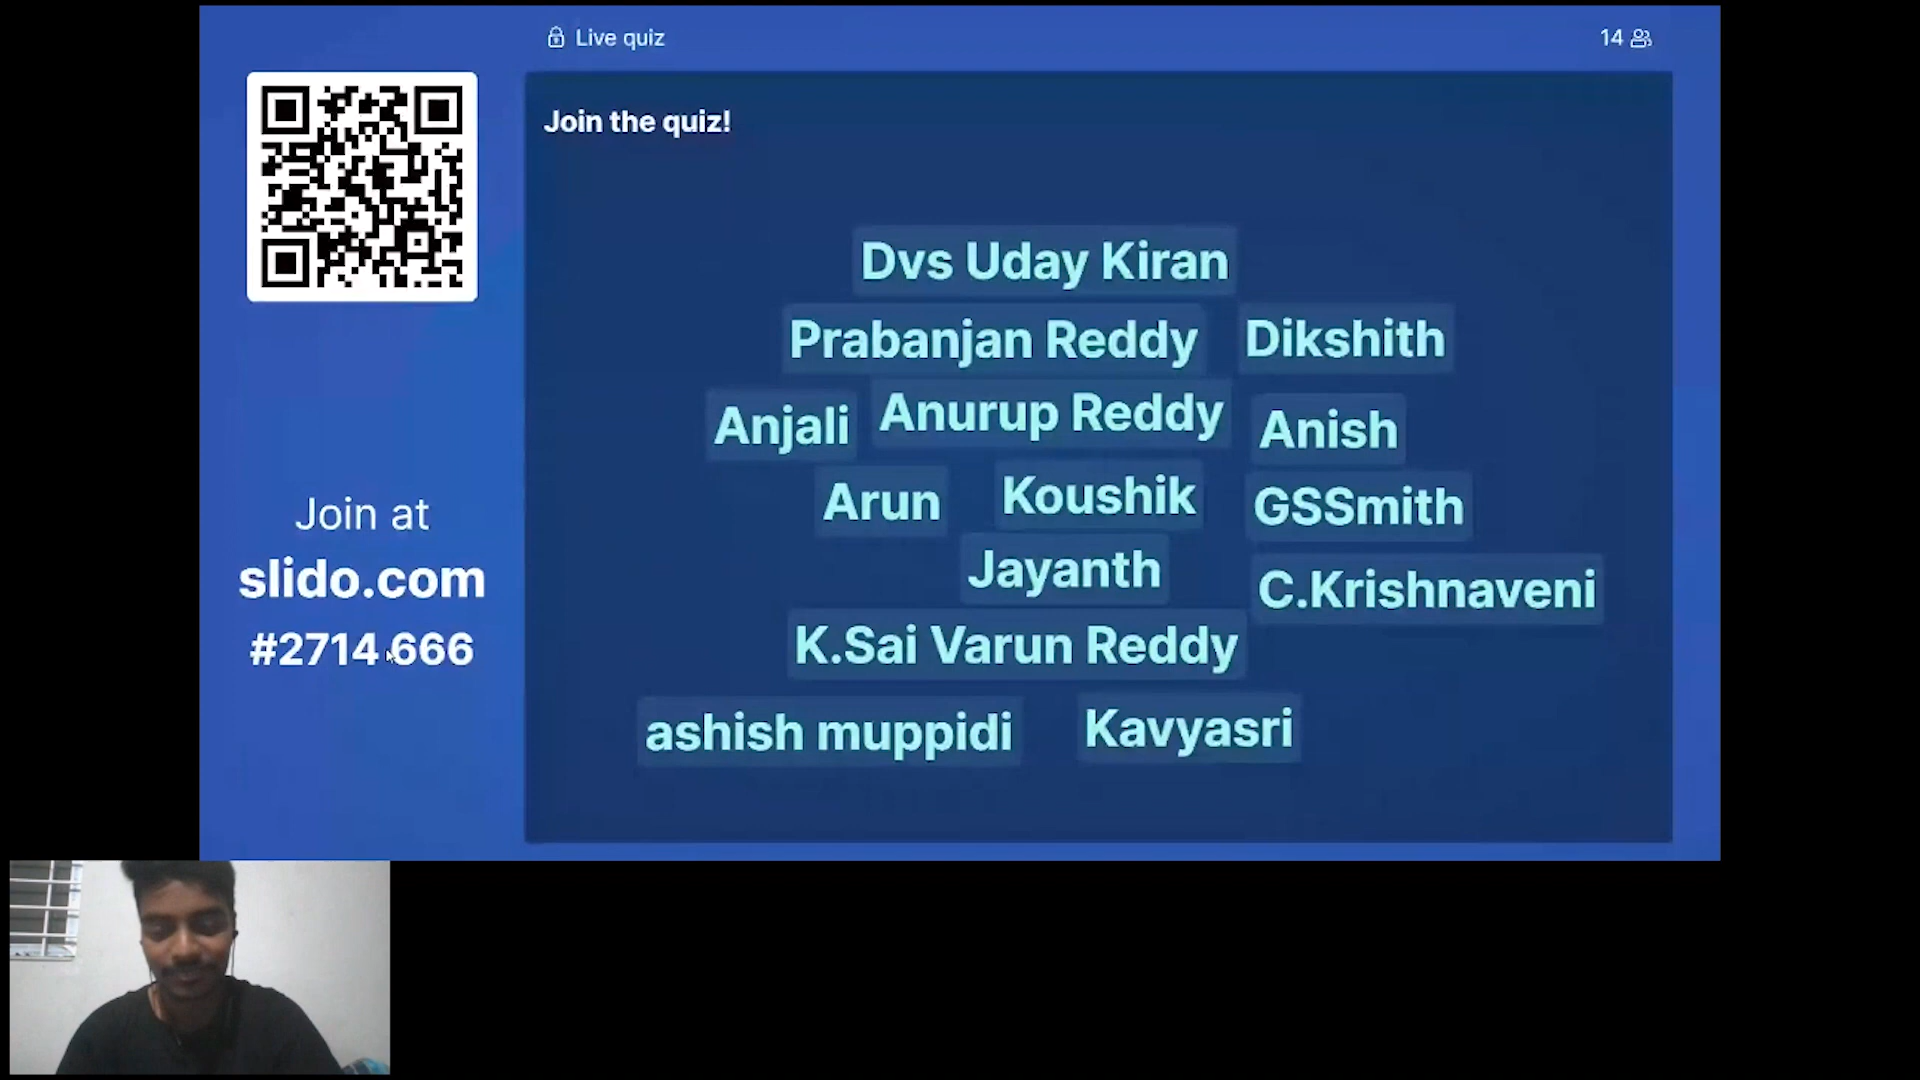 Live quiz
14
Join the quiz!
Join at
slido.com
#2714 666
Dvs Uday Kiran
Prabanjan Reddy
Dikshith
Anjali
Anurup Reddy
Anish
Arun
Koushik
GSSmith
Jayanth
C.Krishnaveni
K.Sai Varun Reddy
ashish muppidi
Kavyasri